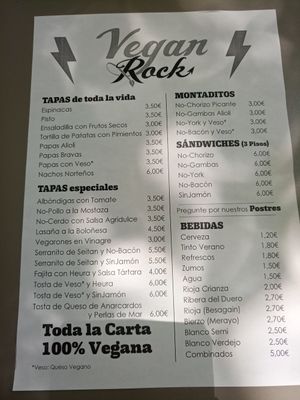 Vegan
Rock
TAPAS de toda la vida
Espinacas 3,50€
Pisto 3,50€
Ensaladilla con Frutos Secos 3,00€
Tortilla de Patatas con Pimientos 3,00€
Papas Alioli 3,50€
Papas Bravas 3,50€
Papas con Veso* 3,50€
Nachos Norteños 6,00€
TAPAS especiales
Albóndigas con Tomate 3,50€
No-Pollo a la Mostaza 3,50€
No-Cerdo con Salsa Agridulce 3,50€
Lasaña a la Boloñesa 4,50€
Vegarones en Vinagre 3,00€
Serranito de Seitan y No-Bacón 5,50€
Serranito de Seitan y SinJamón 5,50€
Fajita con Heura y Salsa Tártara 4,00€
Tosta de Veso* y Heura 6,00€
Tosta de Veso* y SinJamón 6,00€
Tosta de Queso de Anarcardos
y Perlas de Mar 6,00€
Toda la Carta
100% Vegana
*Veso: Queso Vegano
MONTADITOS
No-Chorizo Picante 3,00€
No-Gambas Alioli 3,00€
No-York y Veso* 3,00€
No-Bacón y Veso* 3,00€
SÁNDWICHES (3 Pisos)
No-Chorizo 6,00€
No-Gambas 6,00€
No-York 6,00€
No-Bacón 6,00€
SinJamón 6,00€
Pregunte por nuestros Postres
BEBIDAS
Cerveza 1,20€
Tinto Verano 1,80€
Refrescos 1,80€
Zumos 1,50€
Agua 1,50€
Rioja Crianza 2,00€
Ribera del Duero 2,70€
Rioja (Besagain) 2,70€
Bierzo (Merayo) 2,70€
Blanco Semi 2,50€
Blanco Verdejo 2,50€
Combinados 5,00€